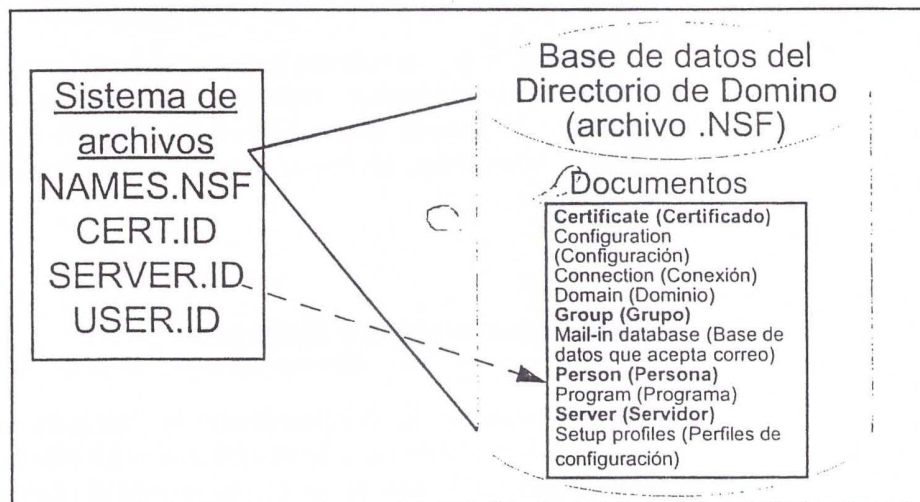 Sistema de
archivos
NAMES.NSF
CERT.ID
SERVER.ID
USER.ID
Base de datos del
Directorio de Domino
(archivo .NSF)
Documentos
Certificate (Certificado)
Configuration
(Configuración)
Connection (Conexión)
Domain (Dominio)
Group (Grupo)
Mail-in database (Base de
datos que acepta correo)
Person (Persona)
Program (Programa)
Server (Servidor)
Setup profiles (Perfiles de
configuración)